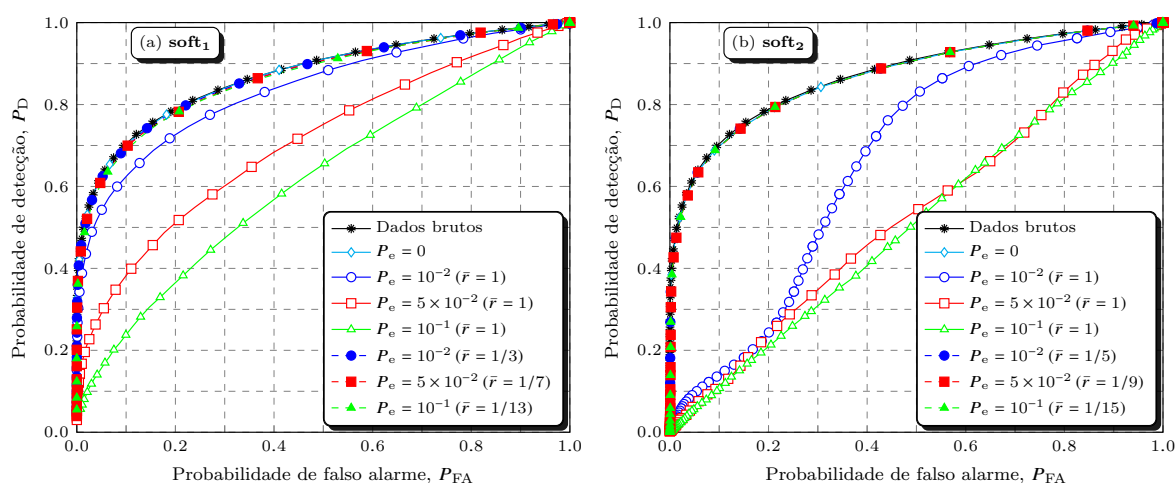 (a) soft₁
Probabilidade de detecção, P_D
1.0
0.8
0.6
0.4
0.2
0.0
0.0 0.2 0.4 0.6 0.8 1.0
Probabilidade de falso alarme, P_FA
Dados brutos
P_e = 0
P_e = 10⁻² (r̄ = 1)
P_e = 5×10⁻² (r̄ = 1)
P_e = 10⁻¹ (r̄ = 1)
P_e = 10⁻² (r̄ = 1/3)
P_e = 5×10⁻² (r̄ = 1/7)
P_e = 10⁻¹ (r̄ = 1/13)
(b) soft₂
Probabilidade de detecção, P_D
1.0
0.8
0.6
0.4
0.2
0.0
0.2 0.4 0.6 0.8 1.0
Probabilidade de falso alarme, P_FA
Dados brutos
P_e = 0
P_e = 10⁻² (r̄ = 1)
P_e = 5×10⁻² (r̄ = 1)
P_e = 10⁻¹ (r̄ = 1)
P_e = 10⁻² (r̄ = 1/5)
P_e = 5×10⁻² (r̄ = 1/9)
P_e = 10⁻¹ (r̄ = 1/15)